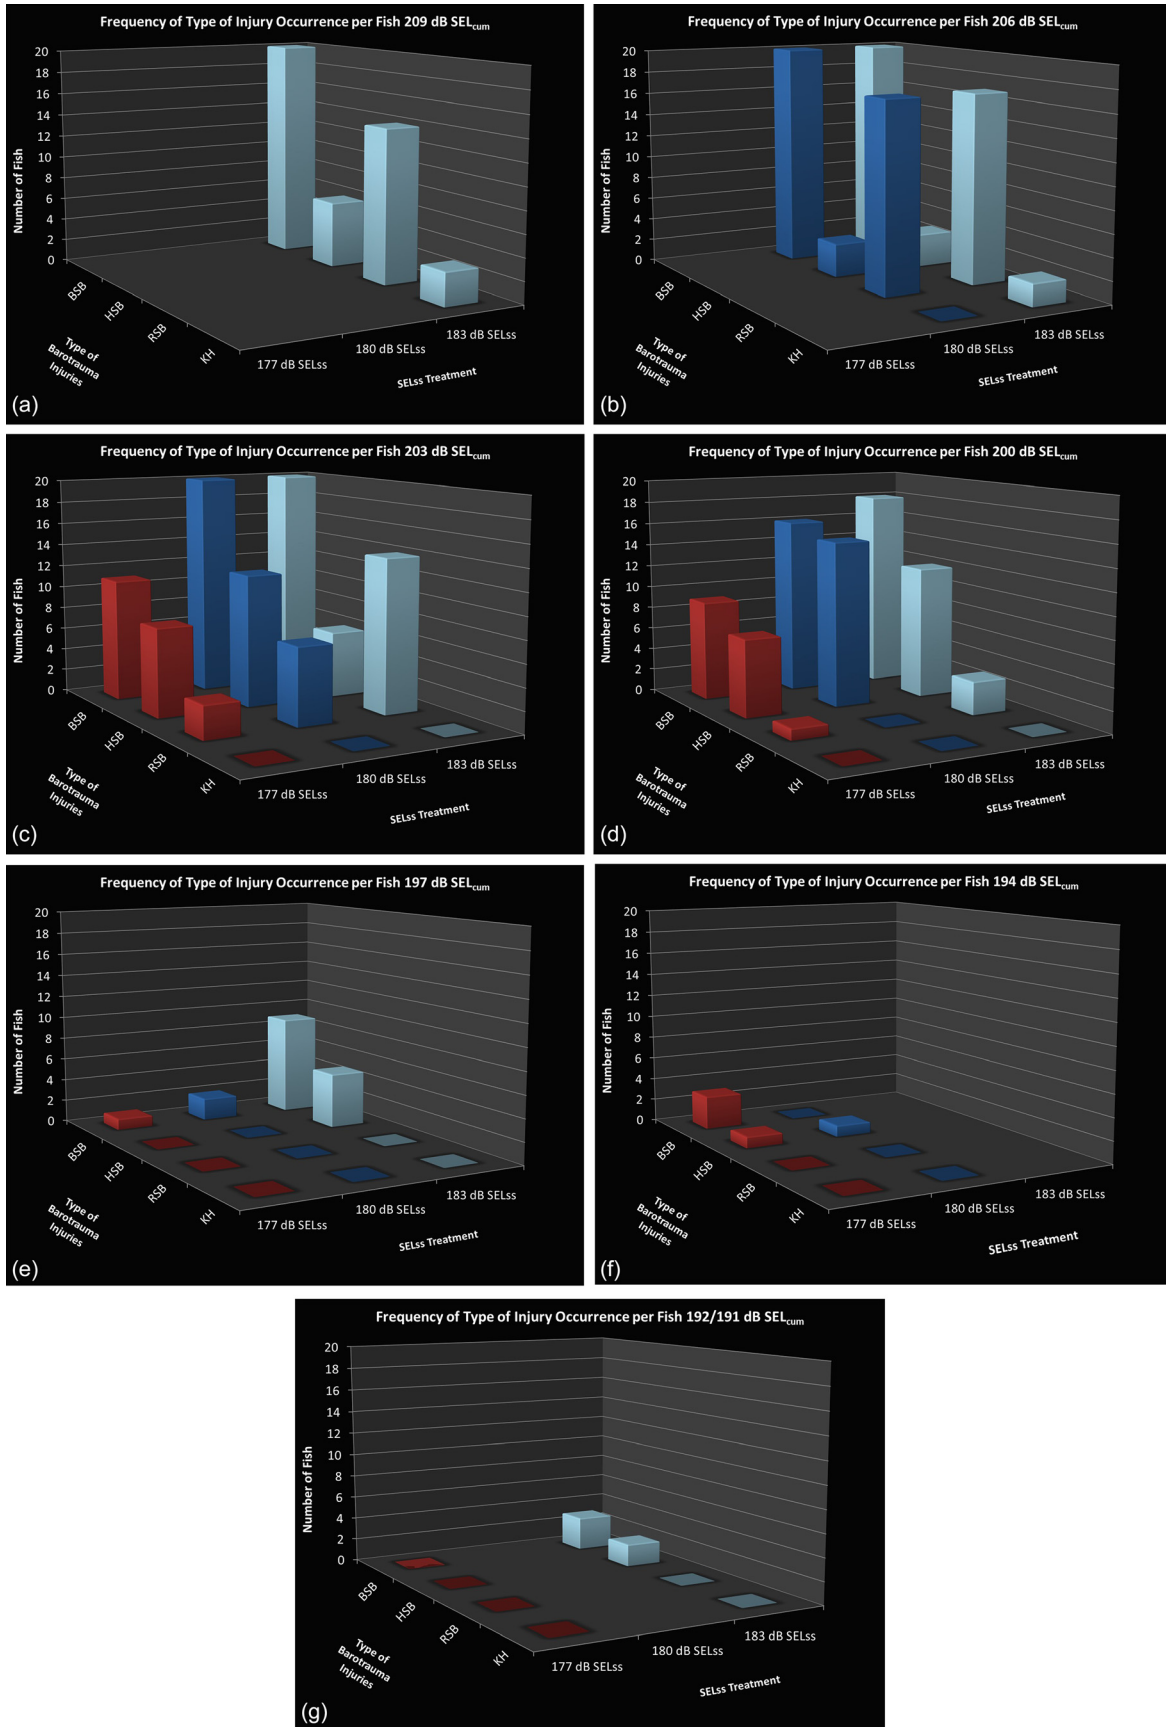 Frequency of Type of Injury Occurrence per Fish 209 dB SELcum
Number of Fish
20
18
16
14
12
10
8
6
4
2
0
BSB
HSB
RSB
KH
Type of
Barotrauma
Injuries
177 dB SELss
180 dB SELss
183 dB SELss
SELss Treatment
(a)
Frequency of Type of Injury Occurrence per Fish 206 dB SELcum
Number of Fish
20
18
16
14
12
10
8
6
4
2
0
BSB
HSB
RSB
KH
Type of
Barotrauma
Injuries
177 dB SELss
180 dB SELss
183 dB SELss
SELss Treatment
(b)
Frequency of Type of Injury Occurrence per Fish 203 dB SELcum
Number of Fish
20
18
16
14
12
10
8
6
4
2
0
BSB
HSB
RSB
KH
Type of
Barotrauma
Injuries
177 dB SELss
180 dB SELss
183 dB SELss
SELss Treatment
(c)
Frequency of Type of Injury Occurrence per Fish 200 dB SELcum
Number of Fish
20
18
16
14
12
10
8
6
4
2
0
BSB
HSB
RSB
KH
Type of
Barotrauma
Injuries
177 dB SELss
180 dB SELss
183 dB SELss
SELss Treatment
(d)
Frequency of Type of Injury Occurrence per Fish 197 dB SELcum
Number of Fish
20
18
16
14
12
10
8
6
4
2
0
BSB
HSB
RSB
KH
Type of
Barotrauma
Injuries
177 dB SELss
180 dB SELss
183 dB SELss
SELss Treatment
(e)
Frequency of Type of Injury Occurrence per Fish 194 dB SELcum
Number of Fish
20
18
16
14
12
10
8
6
4
2
0
BSB
HSB
RSB
KH
Type of
Barotrauma
Injuries
177 dB SELss
180 dB SELss
183 dB SELss
SELss Treatment
(f)
Frequency of Type of Injury Occurrence per Fish 192/191 dB SELcum
Number of Fish
20
18
16
14
12
10
8
6
4
2
0
BSB
HSB
RSB
KH
Type of
Barotrauma
Injuries
177 dB SELss
180 dB SELss
183 dB SELss
SELss Treatment
(g)